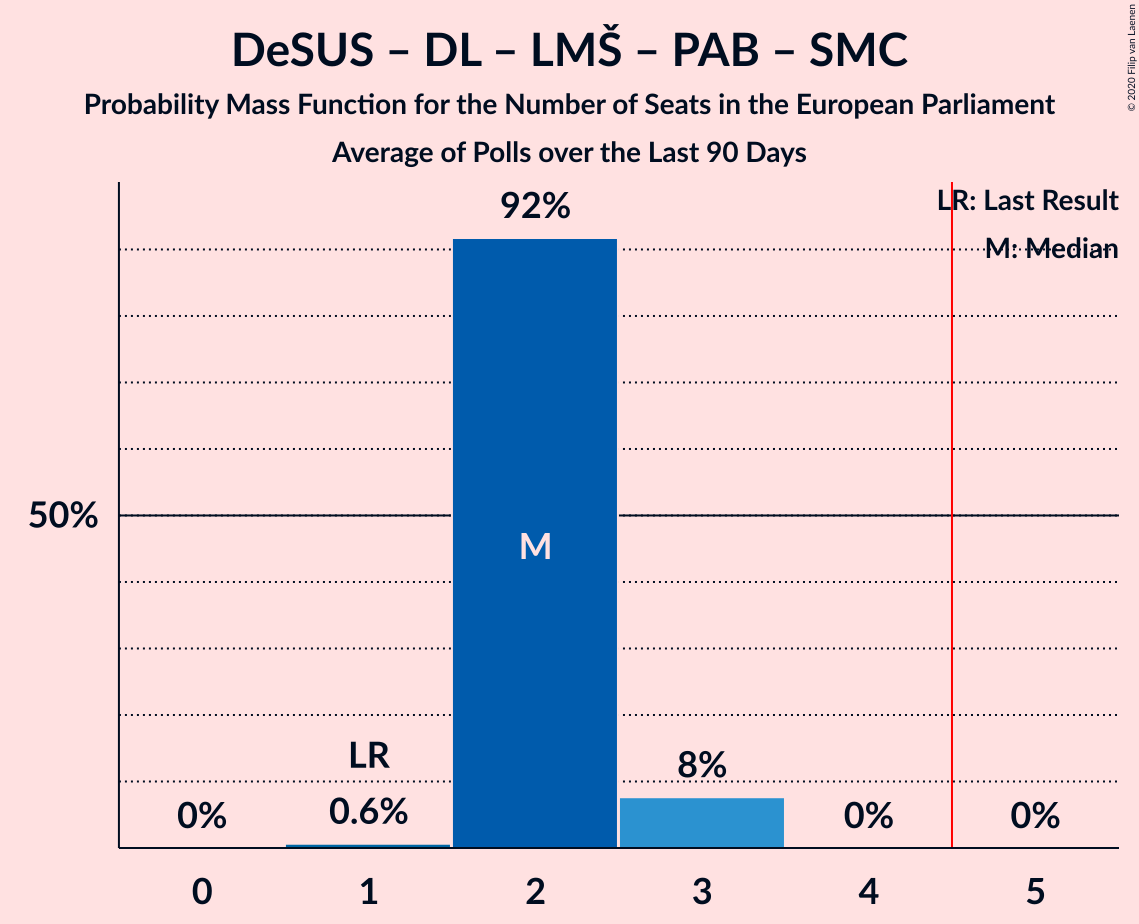 DeSUS – DL – LMŠ – PAB – SMC
Probability Mass Function for the Number of Seats in the European Parliament
Average of Polls over the Last 90 Days
© 2020 Filip van Laenen
LR: Last Result
M: Median
92%
50%
M
LR
8%
0%
0.6%
0%
0%
0
1
2
3
4
5